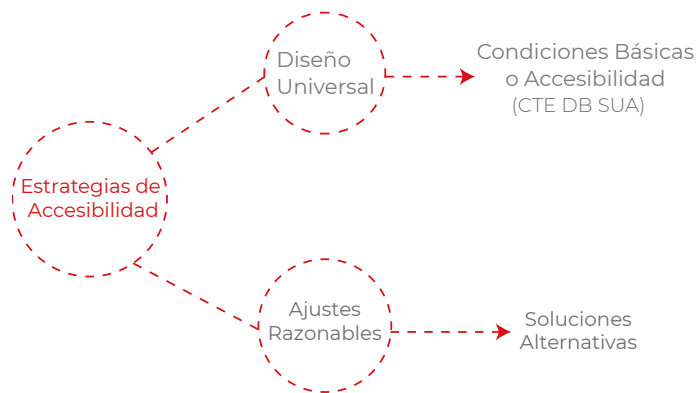 Diseño
Universal
Condiciones Básicas
o Accesibilidad
(CTE DB SUA)
Estrategias de
Accesibilidad
Ajustes
Razonables
Soluciones
Alternativas